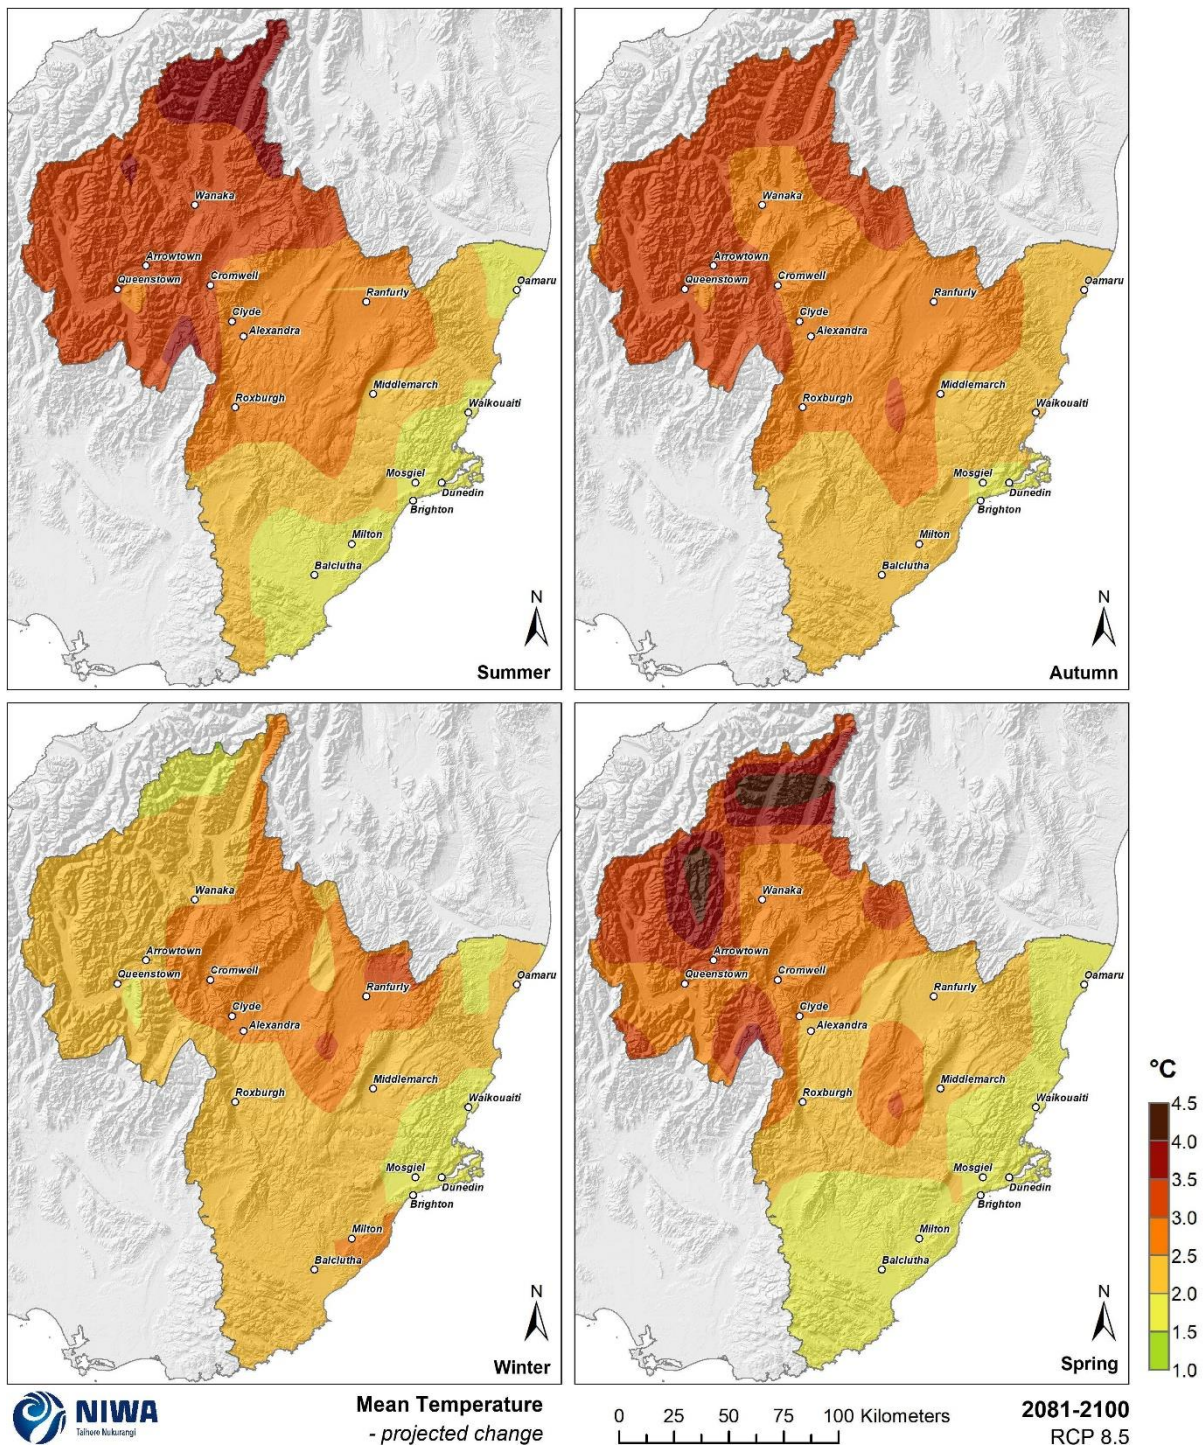 Wanaka
Arrowtown
Queenstown
Cromwell
Oamaru
Ranfurly
Clyde
Alexandra
Middlemarch
Waikouaiti
Roxburgh
Mosgiel
Dunedin
Brighton
Milton
Balclutha
N
Summer
Wanaka
Arrowtown
Queenstown
Cromwell
Oamaru
Ranfurly
Clyde
Alexandra
Middlemarch
Waikouaiti
Roxburgh
Mosgiel
Dunedin
Brighton
Milton
Balclutha
N
Autumn
Wanaka
Arrowtown
Queenstown
Cromwell
Oamaru
Ranfurly
Clyde
Alexandra
Middlemarch
Waikouaiti
Roxburgh
Mosgiel
Dunedin
Brighton
Milton
Balclutha
N
Winter
Wanaka
Arrowtown
Queenstown
Cromwell
Oamaru
Ranfurly
Clyde
Alexandra
Middlemarch
Waikouaiti
Roxburgh
Mosgiel
Dunedin
Brighton
Milton
Balclutha
N
Spring
°C
4.5
4.0
3.5
3.0
2.5
2.0
1.5
1.0
NIWA
Taihoro Nukurangi
Mean Temperature
- projected change
0 25 50 75 100 Kilometers
2081-2100
RCP 8.5